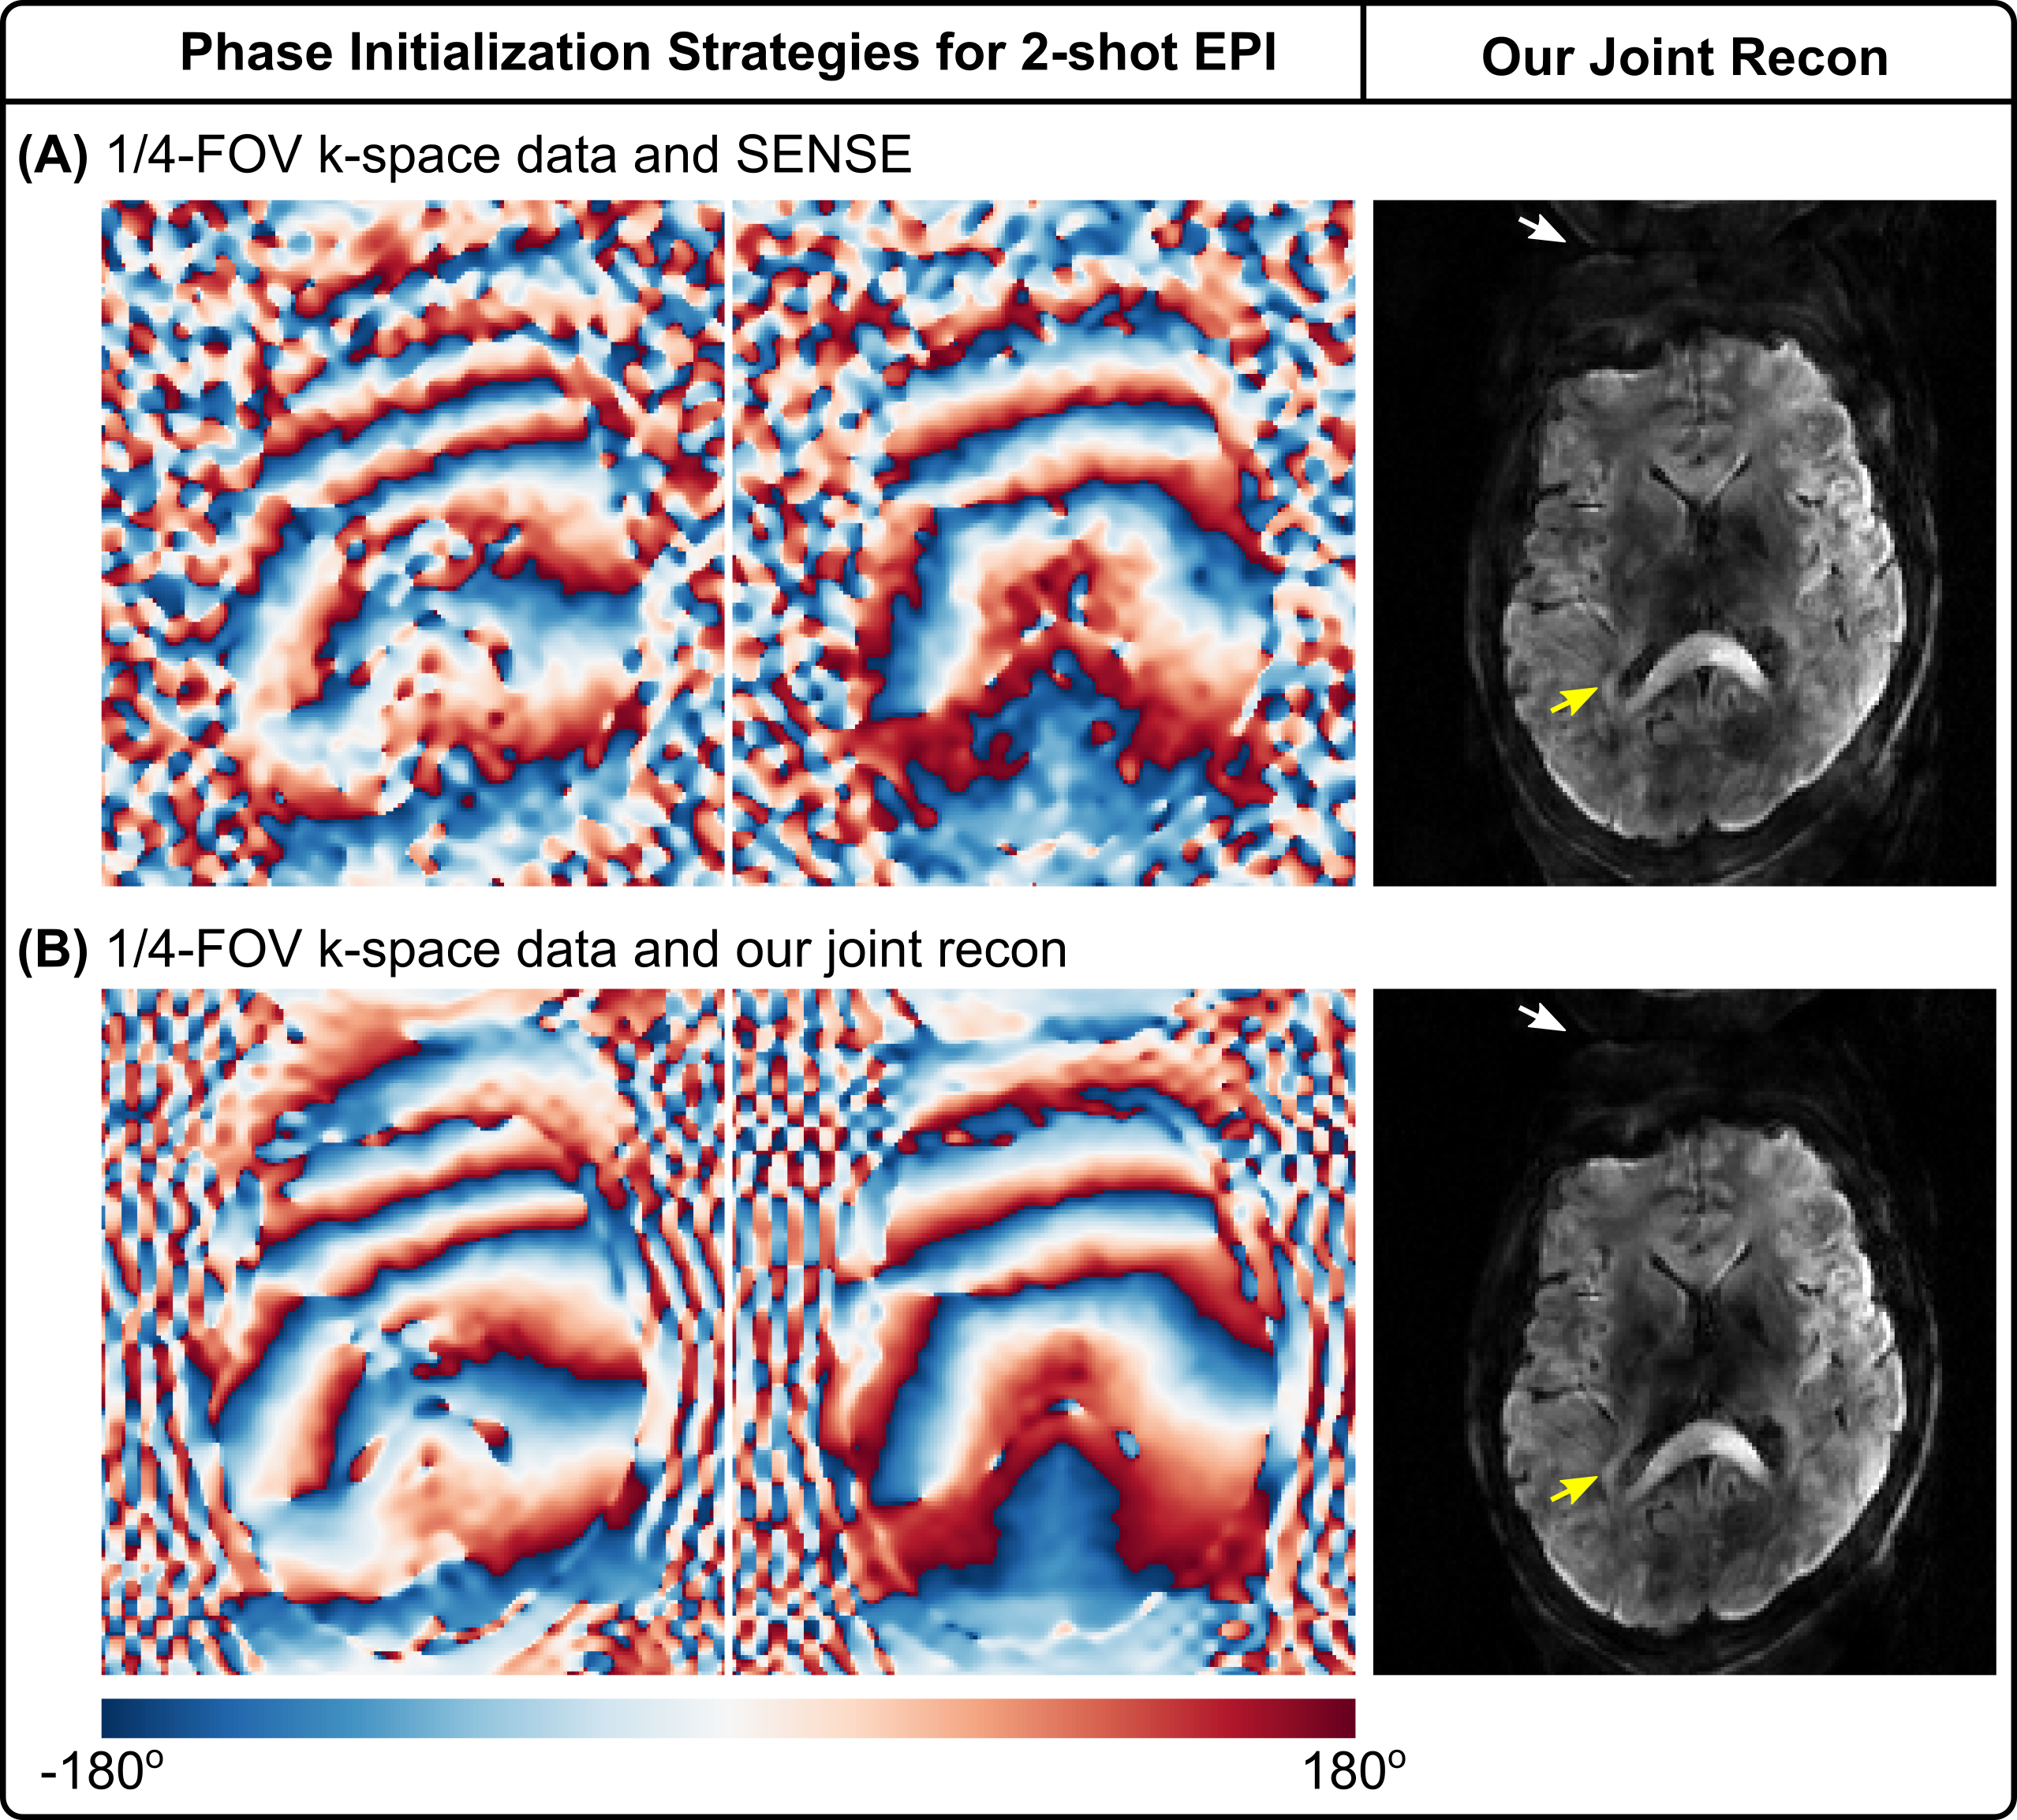 Phase Initialization Strategies for 2-shot EPI
Our Joint Recon
(A) 1/4-FOV k-space data and SENSE
(B) 1/4-FOV k-space data and our joint recon
-180º
180º